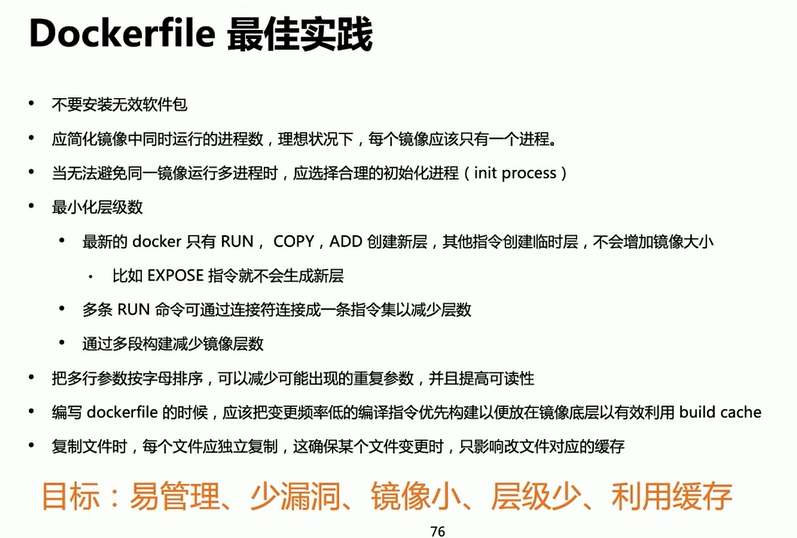 Dockerfile 最佳实践
• 不要安装无效软件包
• 应简化镜像中同时运行的进程数，理想状况下，每个镜像应该只有一个进程。
• 当无法避免同一镜像运行多进程时，应选择合理的初始化进程（init process）
• 最小化层级数
• 最新的 docker 只有 RUN， COPY，ADD 创建新层，其他指令创建临时层，不会增加镜像大小
• 比如 EXPOSE 指令就不会生成新层
• 多条 RUN 命令可通过连接符连接成一条指令集以减少层数
• 通过多段构建减少镜像层数
• 把多行参数按字母排序，可以减少可能出现的重复参数，并且提高可读性
• 编写 dockerfile 的时候，应该把变更频率低的编译指令优先构建以便放在镜像底层以有效利用 build cache
• 复制文件时，每个文件应独立复制，这确保某个文件变更时，只影响改文件对应的缓存
目标：易管理、少漏洞、镜像小、层级少、利用缓存
76